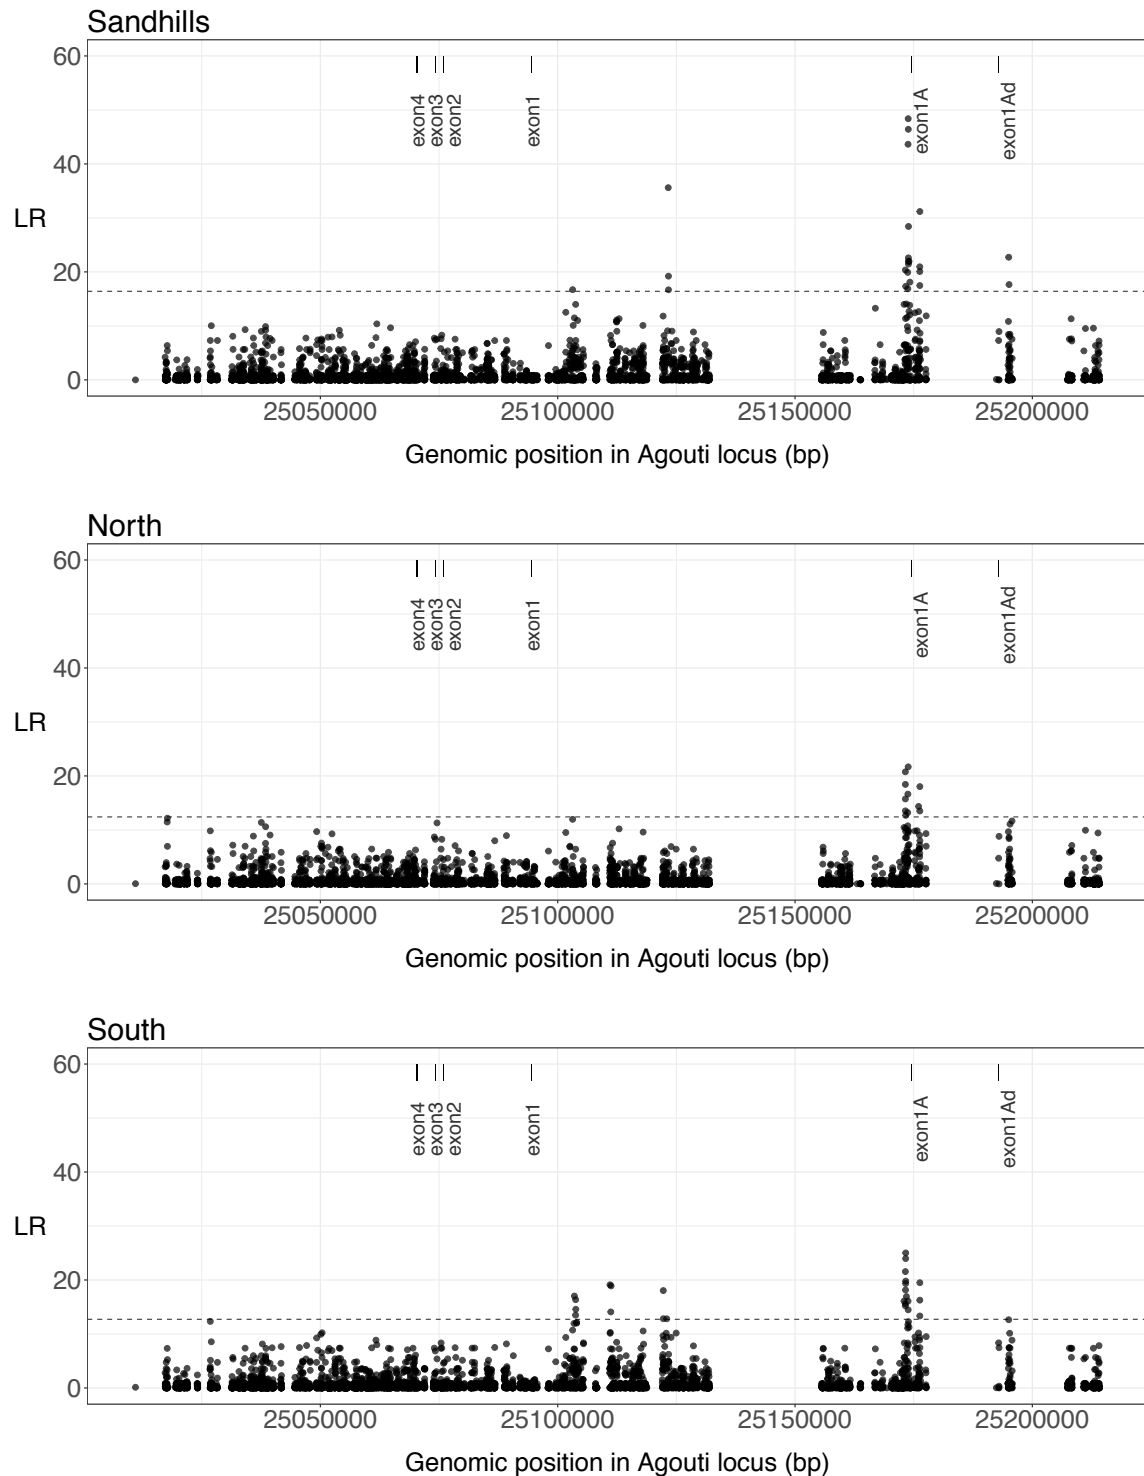 Sandhills
60
40
20
0
LR
exon4
exon3
exon2
exon1
exon1A
exon1Ad
25050000 25100000 25150000 25200000
Genomic position in Agouti locus (bp)
North
60
40
20
0
LR
exon4
exon3
exon2
exon1
exon1A
exon1Ad
25050000 25100000 25150000 25200000
Genomic position in Agouti locus (bp)
South
60
40
20
0
LR
exon4
exon3
exon2
exon1
exon1A
exon1Ad
25050000 25100000 25150000 25200000
Genomic position in Agouti locus (bp)